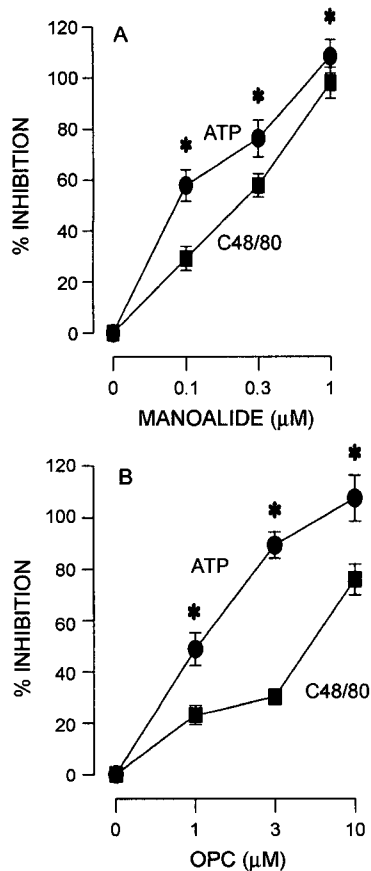 A
120
100
80
60
40
20
0
% INHIBITION
*
*
*
ATP
C48/80
0 0.1 0.3 1
MANOALIDE (μM)
B
120
100
80
60
40
20
0
% INHIBITION
*
*
*
ATP
C48/80
0 1 3 10
OPC (μM)